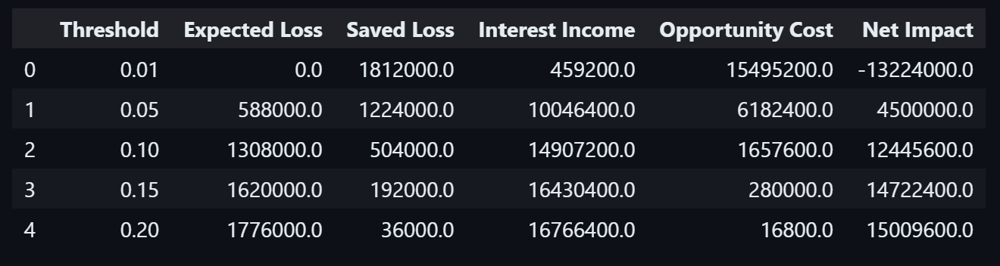 Threshold Expected Loss Saved Loss Interest Income Opportunity Cost Net Impact
0 0.01 0.0 1812000.0 459200.0 15495200.0 -13224000.0
1 0.05 588000.0 1224000.0 10046400.0 6182400.0 4500000.0
2 0.10 1308000.0 504000.0 14907200.0 1657600.0 12445600.0
3 0.15 1620000.0 192000.0 16430400.0 280000.0 14722400.0
4 0.20 1776000.0 36000.0 16766400.0 16800.0 15009600.0